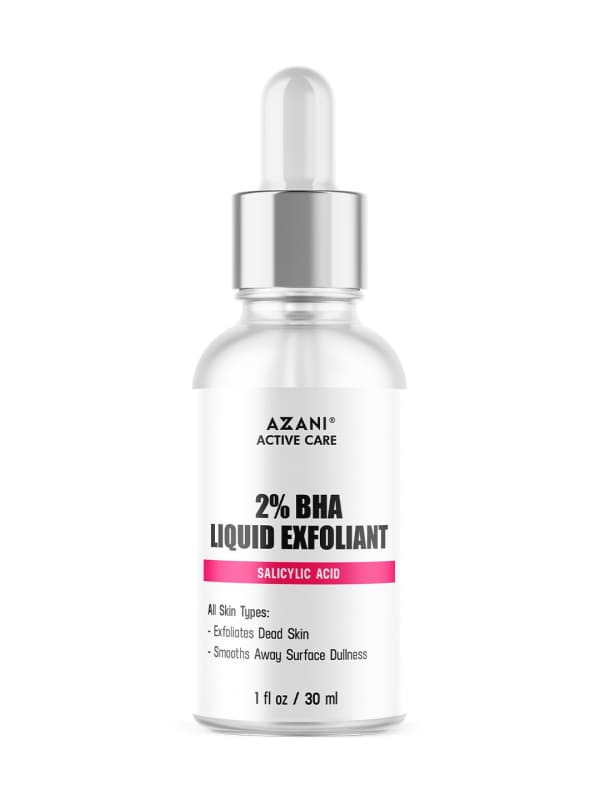 AZANI®
ACTIVE CARE
2% BHA
LIQUID EXFOLIANT
SALICYLIC ACID
All Skin Types:
- Exfoliates Dead Skin
- Smooths Away Surface Dullness
1 fl oz / 30 ml